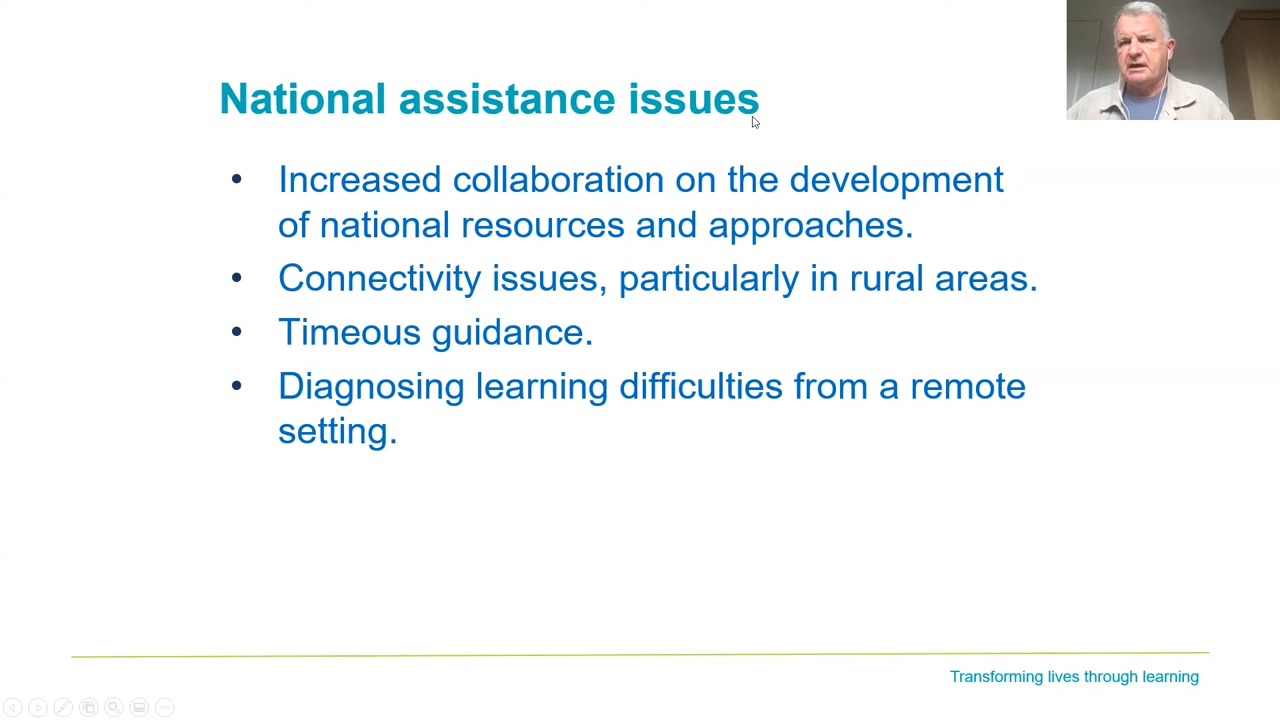 National assistance issues
• Increased collaboration on the development
of national resources and approaches.
• Connectivity issues, particularly in rural areas.
• Timeous guidance.
• Diagnosing learning difficulties from a remote
setting.
Transforming lives through learning